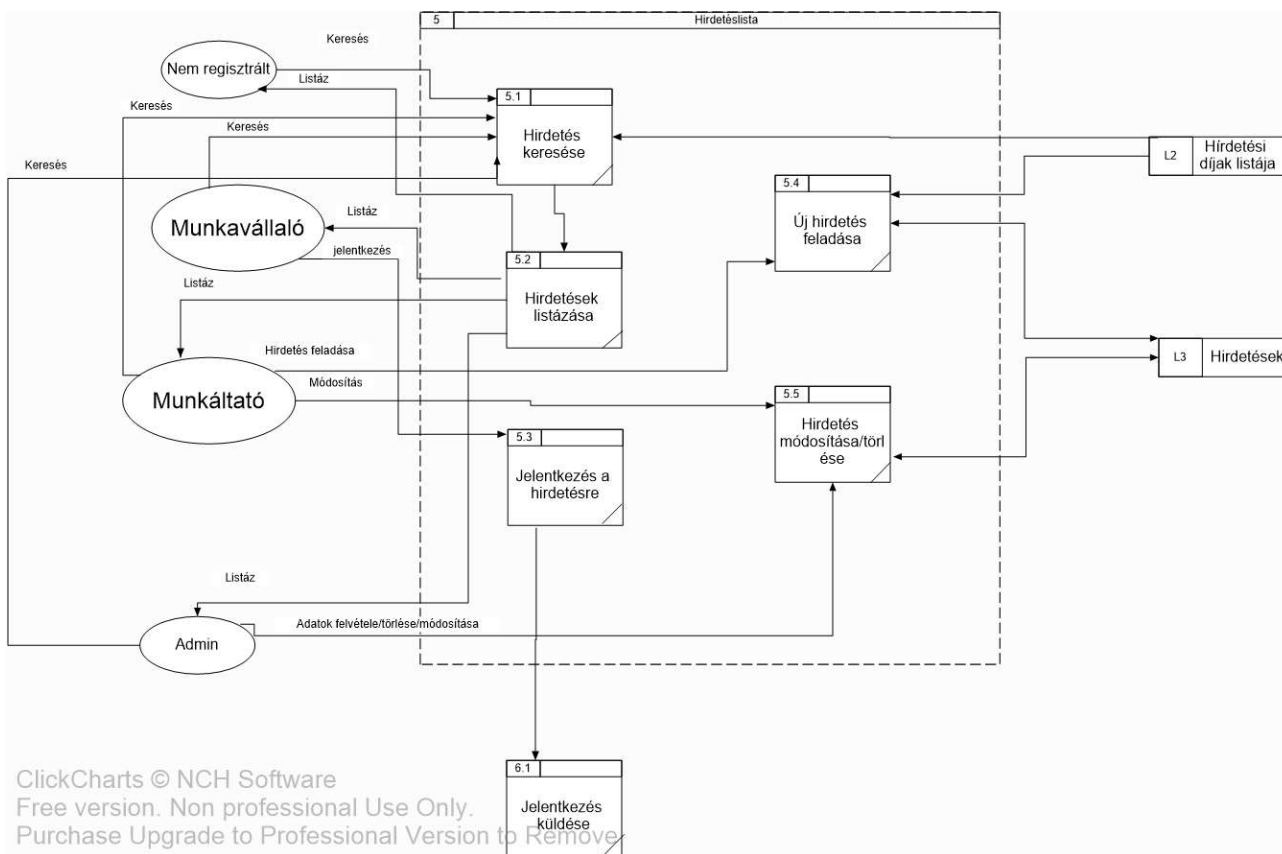 5
Hirdetéslista
Keresés
Nem regisztrált
Listáz
5.1
Hirdetés
keresése
Keresés
Keresés
Keresés
L2
Hírdetési
díjak listája
5.4
Új hirdetés
feladása
Munkavállaló
Listáz
jelentkezés
5.2
Hirdetések
listázása
Listáz
Hirdetés feladása
L3
Hirdetések
Módosítás
Munkáltató
5.5
Hirdetés
módosítása/törl
ése
5.3
Jelentkezés a
hirdetésre
Listáz
Adatok felvétele/törlése/módosítása
Admin
6.1
Jelentkezés
küldése
ClickCharts © NCH Software
Free version. Non professional Use Only.
Purchase Upgrade to Professional Version to Remove